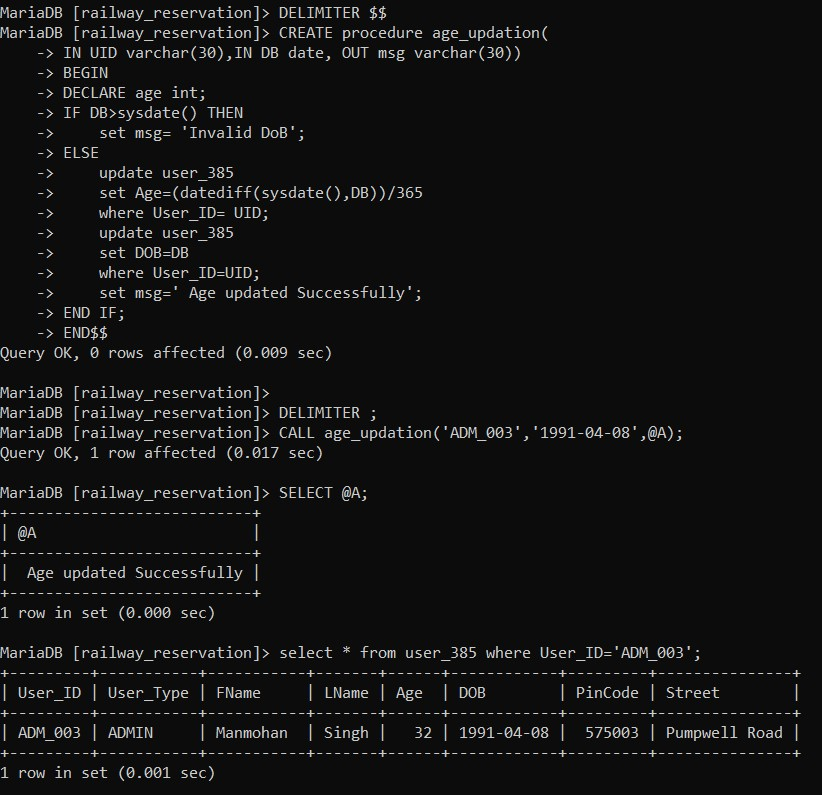 MariaDB [railway_reservation]> DELIMITER $$
MariaDB [railway_reservation]> CREATE procedure age_updation(
    -> IN UID varchar(30),IN DB date, OUT msg varchar(30))
    -> BEGIN
    -> DECLARE age int;
    -> IF DB>sysdate() THEN
    ->     set msg= 'Invalid DoB';
    -> ELSE
    ->     update user_385
    ->     set Age=(datediff(sysdate(),DB))/365
    ->     where User_ID= UID;
    ->     update user_385
    ->     set DOB=DB
    ->     where User_ID=UID;
    ->     set msg=' Age updated Successfully';
    -> END IF;
    -> END$$
Query OK, 0 rows affected (0.009 sec)

MariaDB [railway_reservation]>
MariaDB [railway_reservation]> DELIMITER ;
MariaDB [railway_reservation]> CALL age_updation('ADM_003','1991-04-08',@A);
Query OK, 1 row affected (0.017 sec)

MariaDB [railway_reservation]> SELECT @A;
+---------------------------+
| @A                        |
+---------------------------+
|  Age updated Successfully |
+---------------------------+
1 row in set (0.000 sec)

MariaDB [railway_reservation]> select * from user_385 where User_ID='ADM_003';
+---------+-----------+-----------+-------+------+------------+---------+---------------+
| User_ID | User_Type | FName     | LName | Age  | DOB        | PinCode | Street        |
+---------+-----------+-----------+-------+------+------------+---------+---------------+
| ADM_003 | ADMIN     | Manmohan  | Singh |   32 | 1991-04-08 |  575003 | Pumpwell Road |
+---------+-----------+-----------+-------+------+------------+---------+---------------+
1 row in set (0.001 sec)